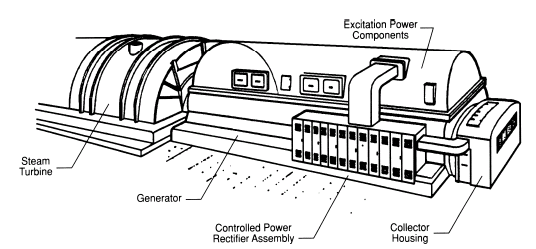 Excitation Power
Components
Steam
Turbine
Generator
Controlled Power
Rectifier Assembly
Collector
Housing